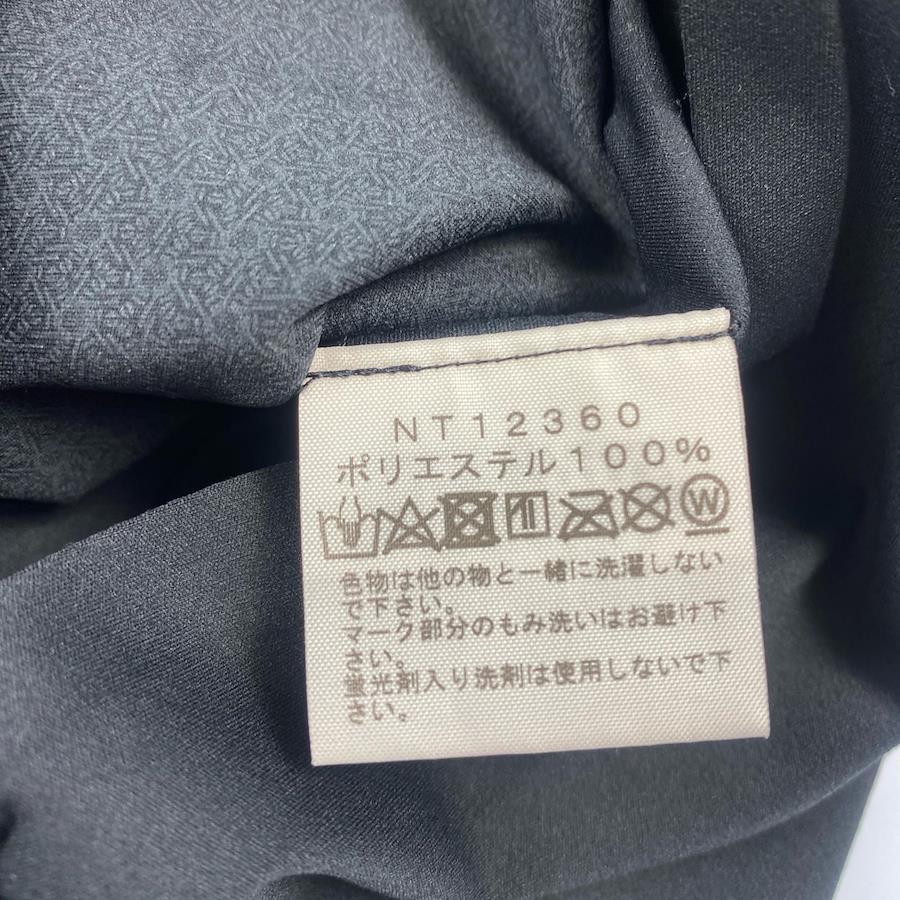 NT12360
ポリエステル100%
W
色物は他の物と一緒に洗濯しない
で下さい。
マーク部分のもみ洗いはお避け下
さい。
蛍光剤入り洗剤は使用しないで下
さい。